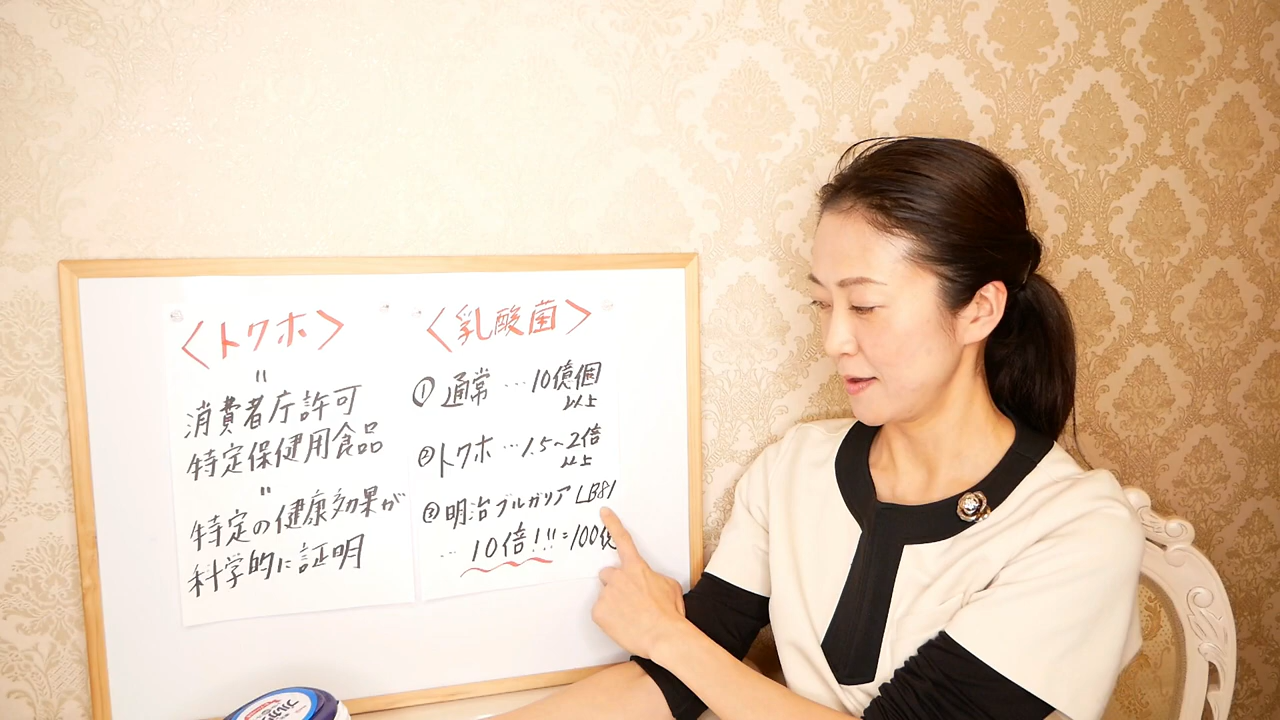 〈トクホ〉
"
消費者庁許可
特定保健用食品
"
特定の健康効果が
科学的に証明
〈乳酸菌〉
① 通常 … 10億個
以上
② トクホ … 1.5〜2倍
以上
③ 明治ブルガリア LB81
… 10倍!!! = 100億